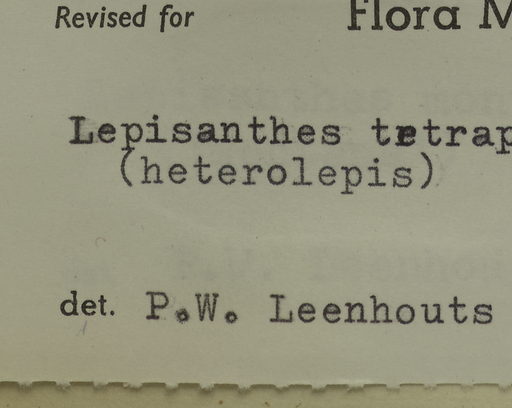 Revised for Flora M
Lepisanthes tetrap
(heterolepis)
det. P.W. Leenhouts